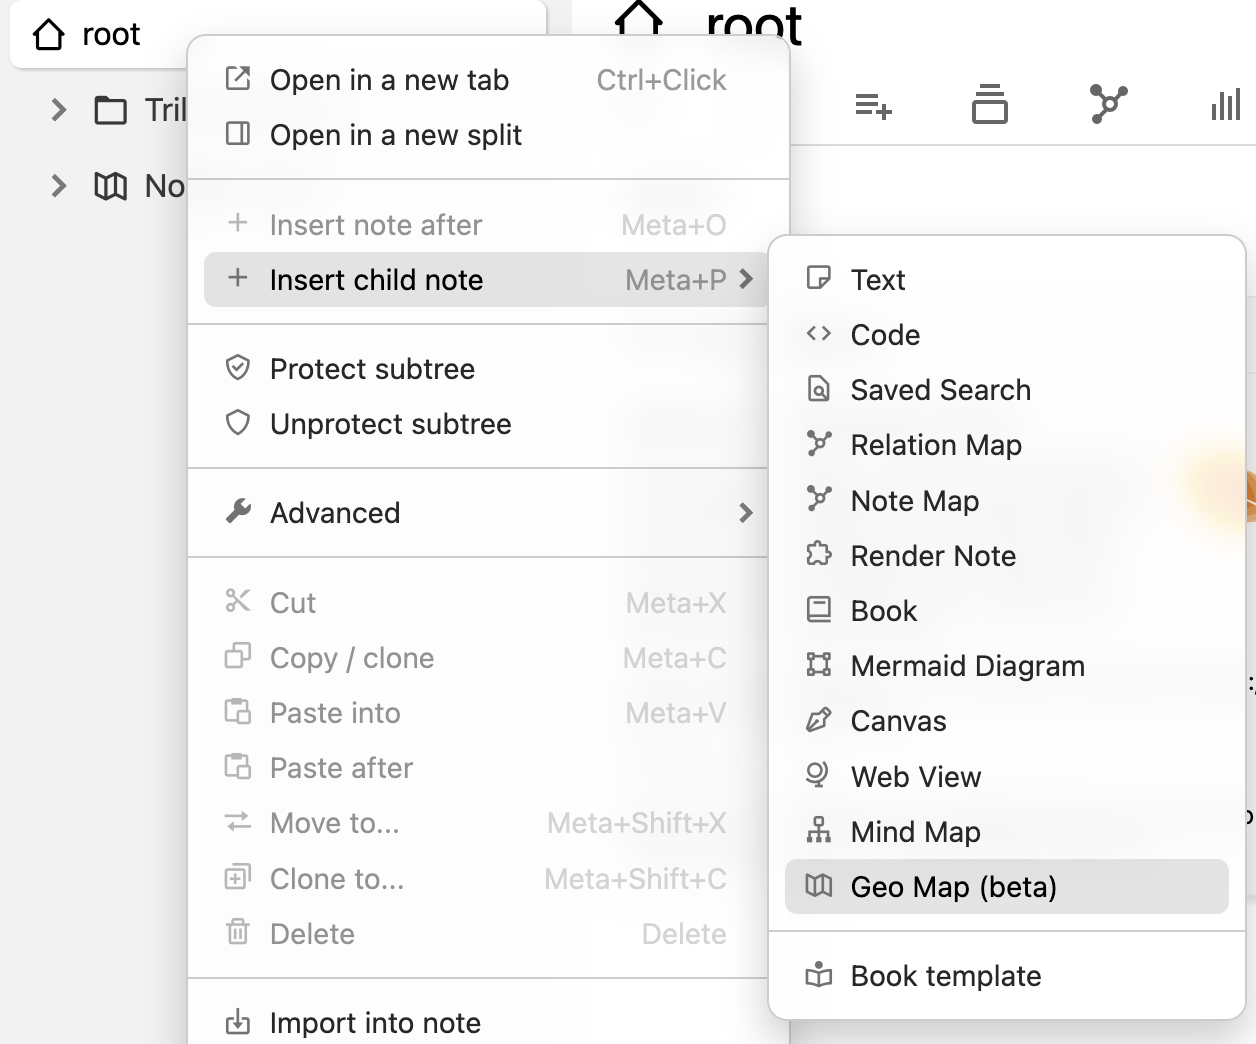 root
root
Tril
No
Open in a new tab Ctrl+Click
Open in a new split
Insert note after Meta+O
Insert child note Meta+P
Protect subtree
Unprotect subtree
Advanced
Cut Meta+X
Copy / clone Meta+C
Paste into Meta+V
Paste after
Move to... Meta+Shift+X
Clone to... Meta+Shift+C
Delete Delete
Import into note
Text
Code
Saved Search
Relation Map
Note Map
Render Note
Book
Mermaid Diagram
Canvas
Web View
Mind Map
Geo Map (beta)
Book template